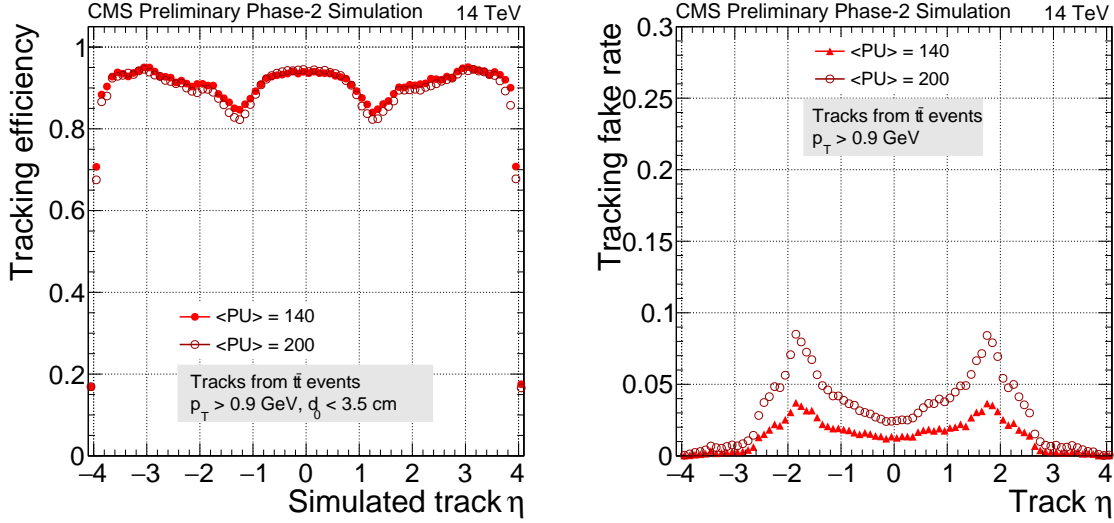 CMS Preliminary Phase-2 Simulation 14 TeV
Tracking efficiency
1
0.8
0.6
0.4
0.2
0
<PU> = 140
<PU> = 200
Tracks from tt̄ events
p_T > 0.9 GeV, d_0 < 3.5 cm
−4 −3 −2 −1 0 1 2 3 4
Simulated track η
CMS Preliminary Phase-2 Simulation 14 TeV
Tracking fake rate
0.3
0.25
0.2
0.15
0.1
0.05
0
<PU> = 140
<PU> = 200
Tracks from tt̄ events
p_T > 0.9 GeV
−4 −3 −2 −1 0 1 2 3 4
Track η